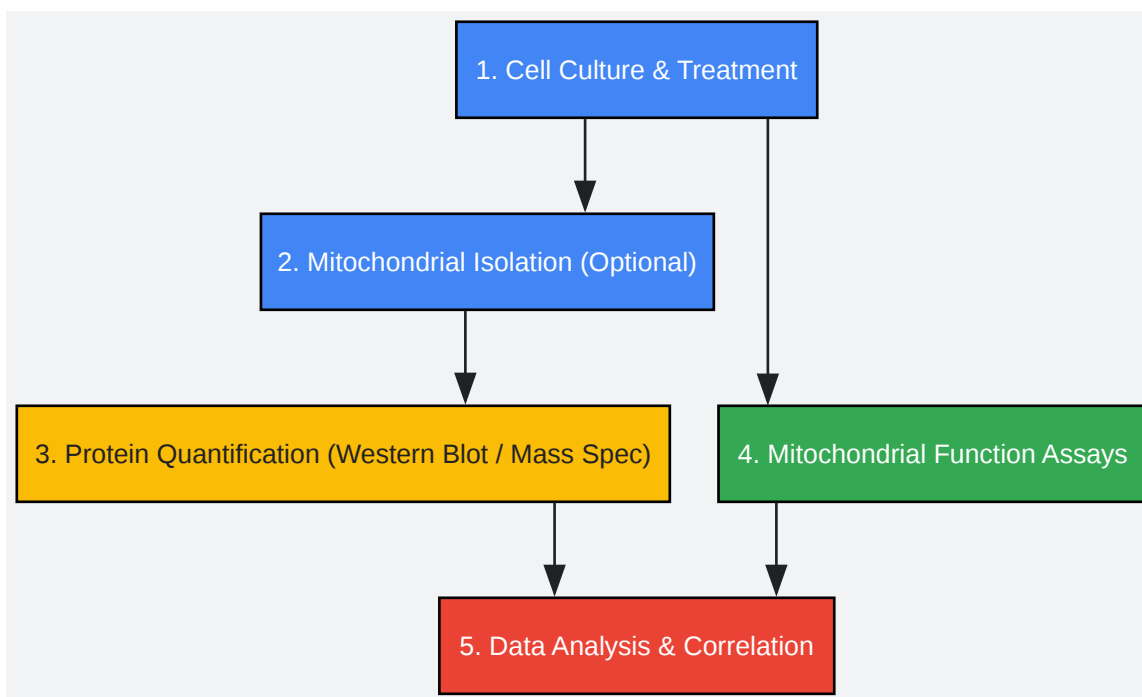 1. Cell Culture & Treatment
2. Mitochondrial Isolation (Optional)
3. Protein Quantification (Western Blot / Mass Spec)
4. Mitochondrial Function Assays
5. Data Analysis & Correlation